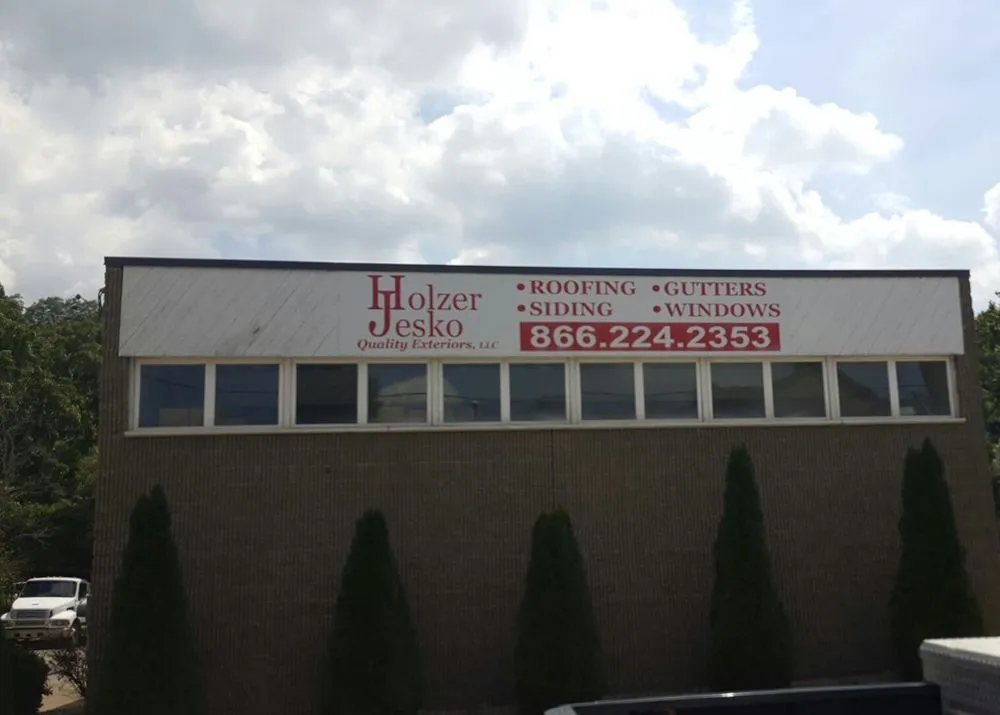 Holzer
Jesko
Quality Exteriors, LLC
• ROOFING • GUTTERS
• SIDING • WINDOWS
866.224.2353